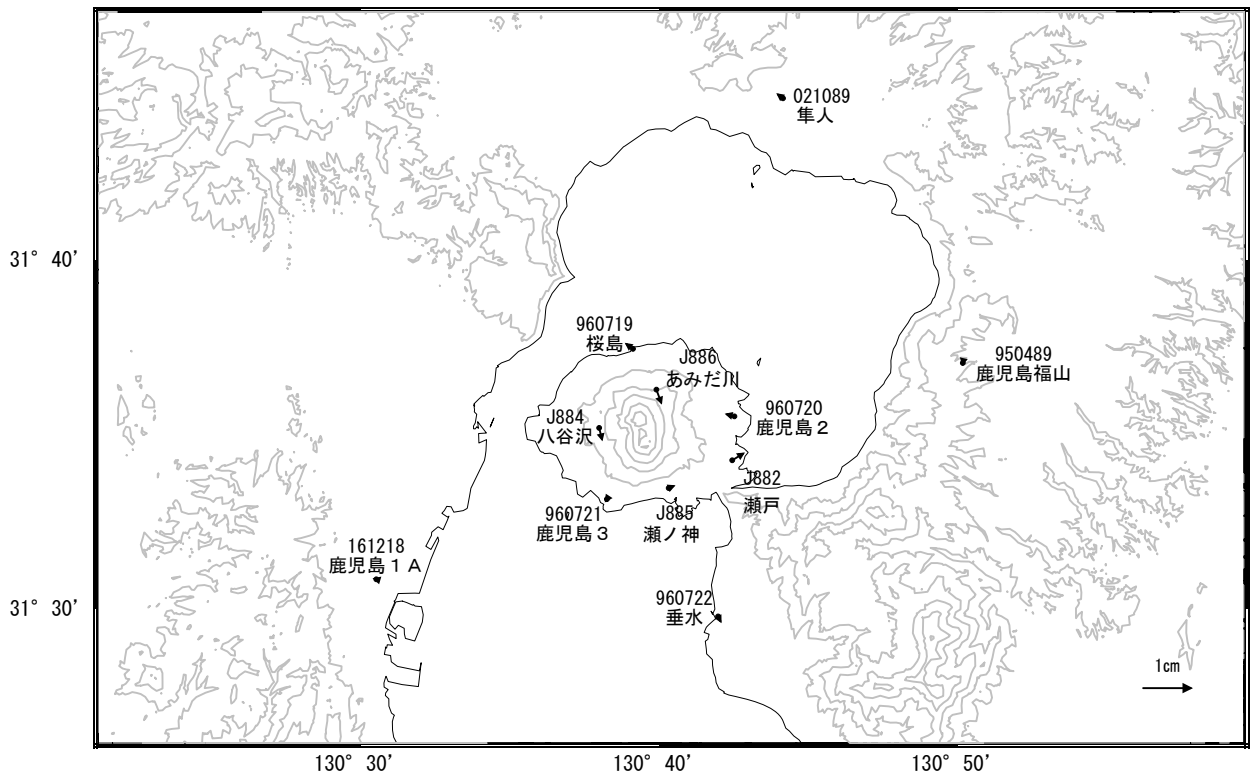 021089
隼人
31° 40'
960719
桜島
J886
あみだ川
950489
鹿児島福山
960720
鹿児島２
J884
八谷沢
J882
瀬戸
960721
鹿児島３
J885
瀬ノ神
161218
鹿児島１Ａ
31° 30'
960722
垂水
1cm
130° 30'
130° 40'
130° 50'